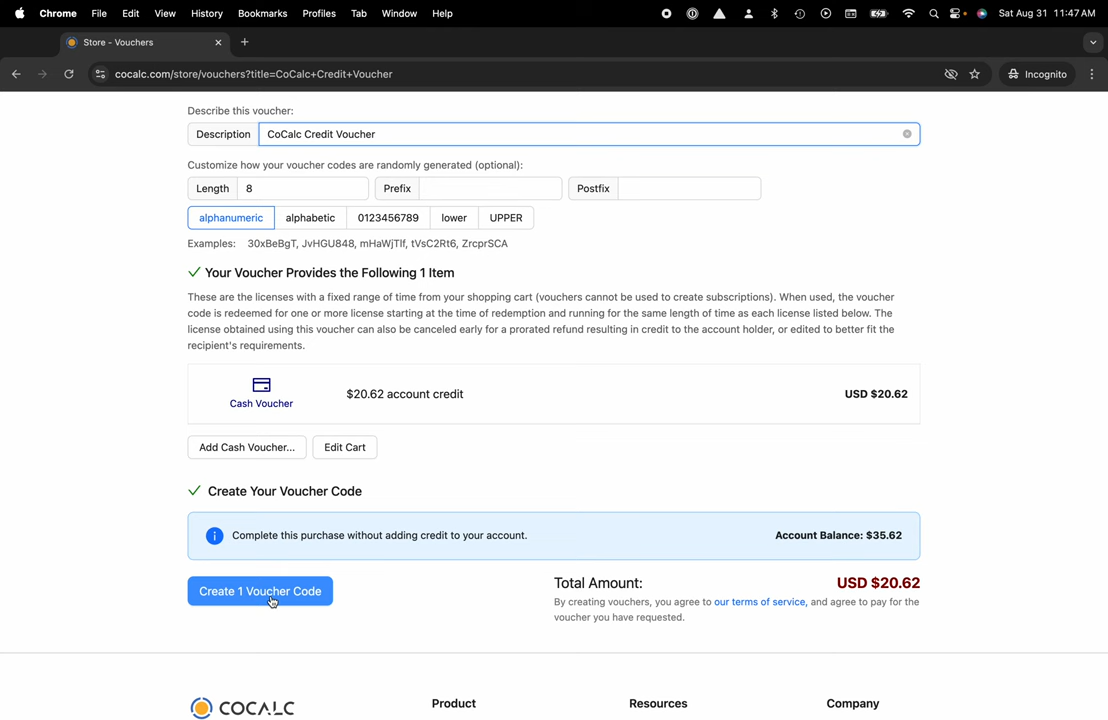 Chrome File Edit View History Bookmarks Profiles Tab Window Help Sat Aug 31 11:47 AM
Store - Vouchers
cocalc.com/store/vouchers?title=CoCalc+Credit+Voucher Incognito
Describe this voucher:
Description CoCalc Credit Voucher
Customize how your voucher codes are randomly generated (optional):
Length 8 Prefix Postfix
alphanumeric alphabetic 0123456789 lower UPPER
Examples: 30xBeBgT, JvHGU848, mHaWjTlf, tVsC2Rt6, ZrcprSCA
Your Voucher Provides the Following 1 Item
These are the licenses with a fixed range of time from your shopping cart (vouchers cannot be used to create subscriptions). When used, the voucher
code is redeemed for one or more license starting at the time of redemption and running for the same length of time as each license listed below. The
license obtained using this voucher can also be canceled early for a prorated refund resulting in credit to the account holder, or edited to better fit the
recipient's requirements.
Cash Voucher $20.62 account credit USD $20.62
Add Cash Voucher... Edit Cart
Create Your Voucher Code
Complete this purchase without adding credit to your account. Account Balance: $35.62
Create 1 Voucher Code Total Amount: USD $20.62
By creating vouchers, you agree to our terms of service, and agree to pay for the
voucher you have requested.
COCALC Product Resources Company